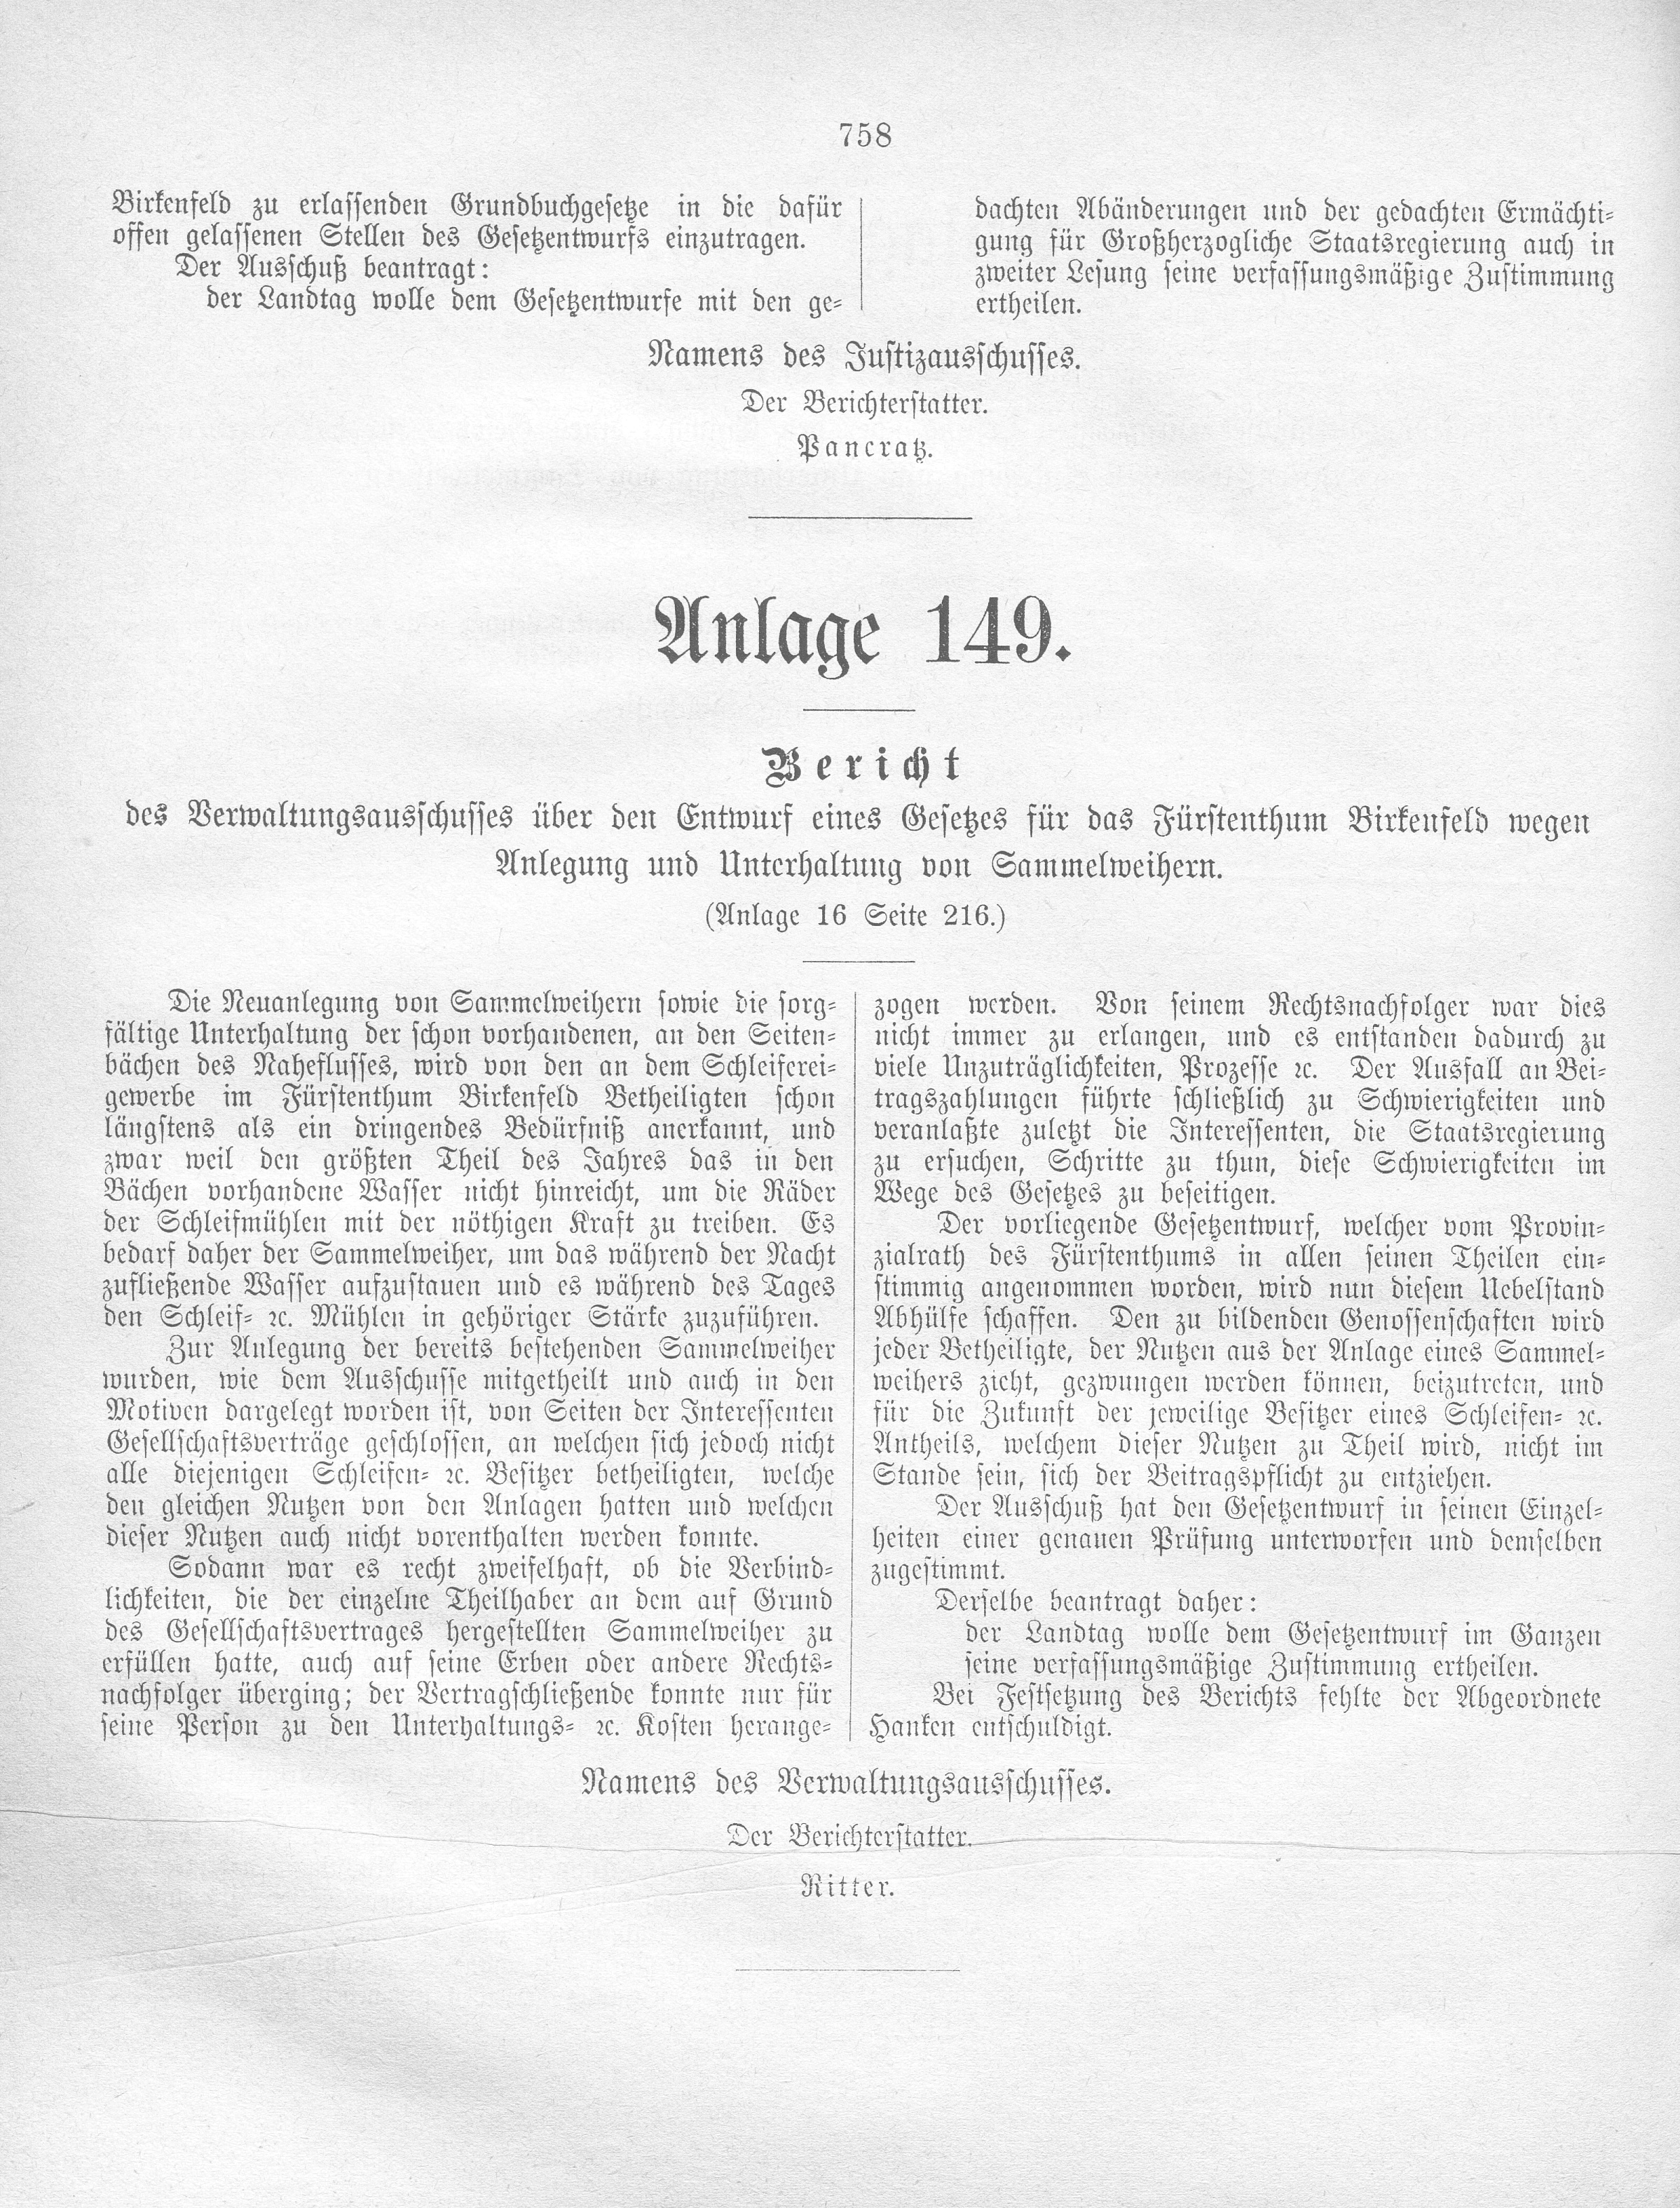 758
Birkenfeld zu erlassenden Grundbuchgesetze in die dafür
offen gelassenen Stellen des Gesetzentwurfs einzutragen.
Der Ausschuß beantragt:
der Landtag wolle dem Gesetzentwurfe mit den ge-
dachten Abänderungen und der gedachten Ermächti-
gung für Großherzogliche Staatsregierung auch in
zweiter Lesung seine verfassungsmäßige Zustimmung
ertheilen.
Namens des Justizausschusses.
Der Berichterstatter.
Pancratz.
Anlage 149.
Bericht
des Verwaltungsausschusses über den Entwurf eines Gesetzes für das Fürstenthum Birkenfeld wegen
Anlegung und Unterhaltung von Sammelweihern.
(Anlage 16 Seite 216.)
Die Neuanlegung von Sammelweihern sowie die sorg-
fältige Unterhaltung der schon vorhandenen, an den Seiten-
bächen des Naheflusses, wird von den an dem Schleiferei-
gewerbe im Fürstenthum Birkenfeld Betheiligten schon
längstens als ein dringendes Bedürfniß anerkannt, und
zwar weil den größten Theil des Jahres das in den
Bächen vorhandene Wasser nicht hinreicht, um die Räder
der Schleifmühlen mit der nöthigen Kraft zu treiben. Es
bedarf daher der Sammelweiher, um das während der Nacht
zufließende Wasser aufzustauen und es während des Tages
den Schleif- ꝛc. Mühlen in gehöriger Stärke zuzuführen.
Zur Anlegung der bereits bestehenden Sammelweiher
wurden, wie dem Ausschusse mitgetheilt und auch in den
Motiven dargelegt worden ist, von Seiten der Interessenten
Gesellschaftsverträge geschlossen, an welchen sich jedoch nicht
alle diejenigen Schleifen- ꝛc. Besitzer betheiligten, welche
den gleichen Nutzen von den Anlagen hatten und welchen
dieser Nutzen auch nicht vorenthalten werden konnte.
Sodann war es recht zweifelhaft, ob die Verbind-
lichkeiten, die der einzelne Theilhaber an dem auf Grund
des Gesellschaftsvertrages hergestellten Sammelweiher zu
erfüllen hatte, auch auf seine Erben oder andere Rechts-
nachfolger überging; der Vertragschließende konnte nur für
seine Person zu den Unterhaltungs- ꝛc. Kosten herange-
zogen werden. Von seinem Rechtsnachfolger war dies
nicht immer zu erlangen, und es entstanden dadurch zu
viele Unzuträglichkeiten, Prozesse ꝛc. Der Ausfall an Bei-
tragszahlungen führte schließlich zu Schwierigkeiten und
veranlaßte zuletzt die Interessenten, die Staatsregierung
zu ersuchen, Schritte zu thun, diese Schwierigkeiten im
Wege des Gesetzes zu beseitigen.
Der vorliegende Gesetzentwurf, welcher vom Provin-
zialrath des Fürstenthums in allen seinen Theilen ein-
stimmig angenommen worden, wird nun diesem Uebelstand
Abhülfe schaffen. Den zu bildenden Genossenschaften wird
jeder Betheiligte, der Nutzen aus der Anlage eines Sammel-
weihers zieht, gezwungen werden können, beizutreten, und
für die Zukunft der jeweilige Besitzer eines Schleifen- ꝛc.
Antheils, welchem dieser Nutzen zu Theil wird, nicht im
Stande sein, sich der Beitragspflicht zu entziehen.
Der Ausschuß hat den Gesetzentwurf in seinen Einzel-
heiten einer genauen Prüfung unterworfen und demselben
zugestimmt.
Derselbe beantragt daher:
der Landtag wolle dem Gesetzentwurf im Ganzen
seine verfassungsmäßige Zustimmung ertheilen.
Bei Festsetzung des Berichts fehlte der Abgeordnete
Hanken entschuldigt.
Namens des Verwaltungsausschusses.
Der Berichterstatter.
Ritter.